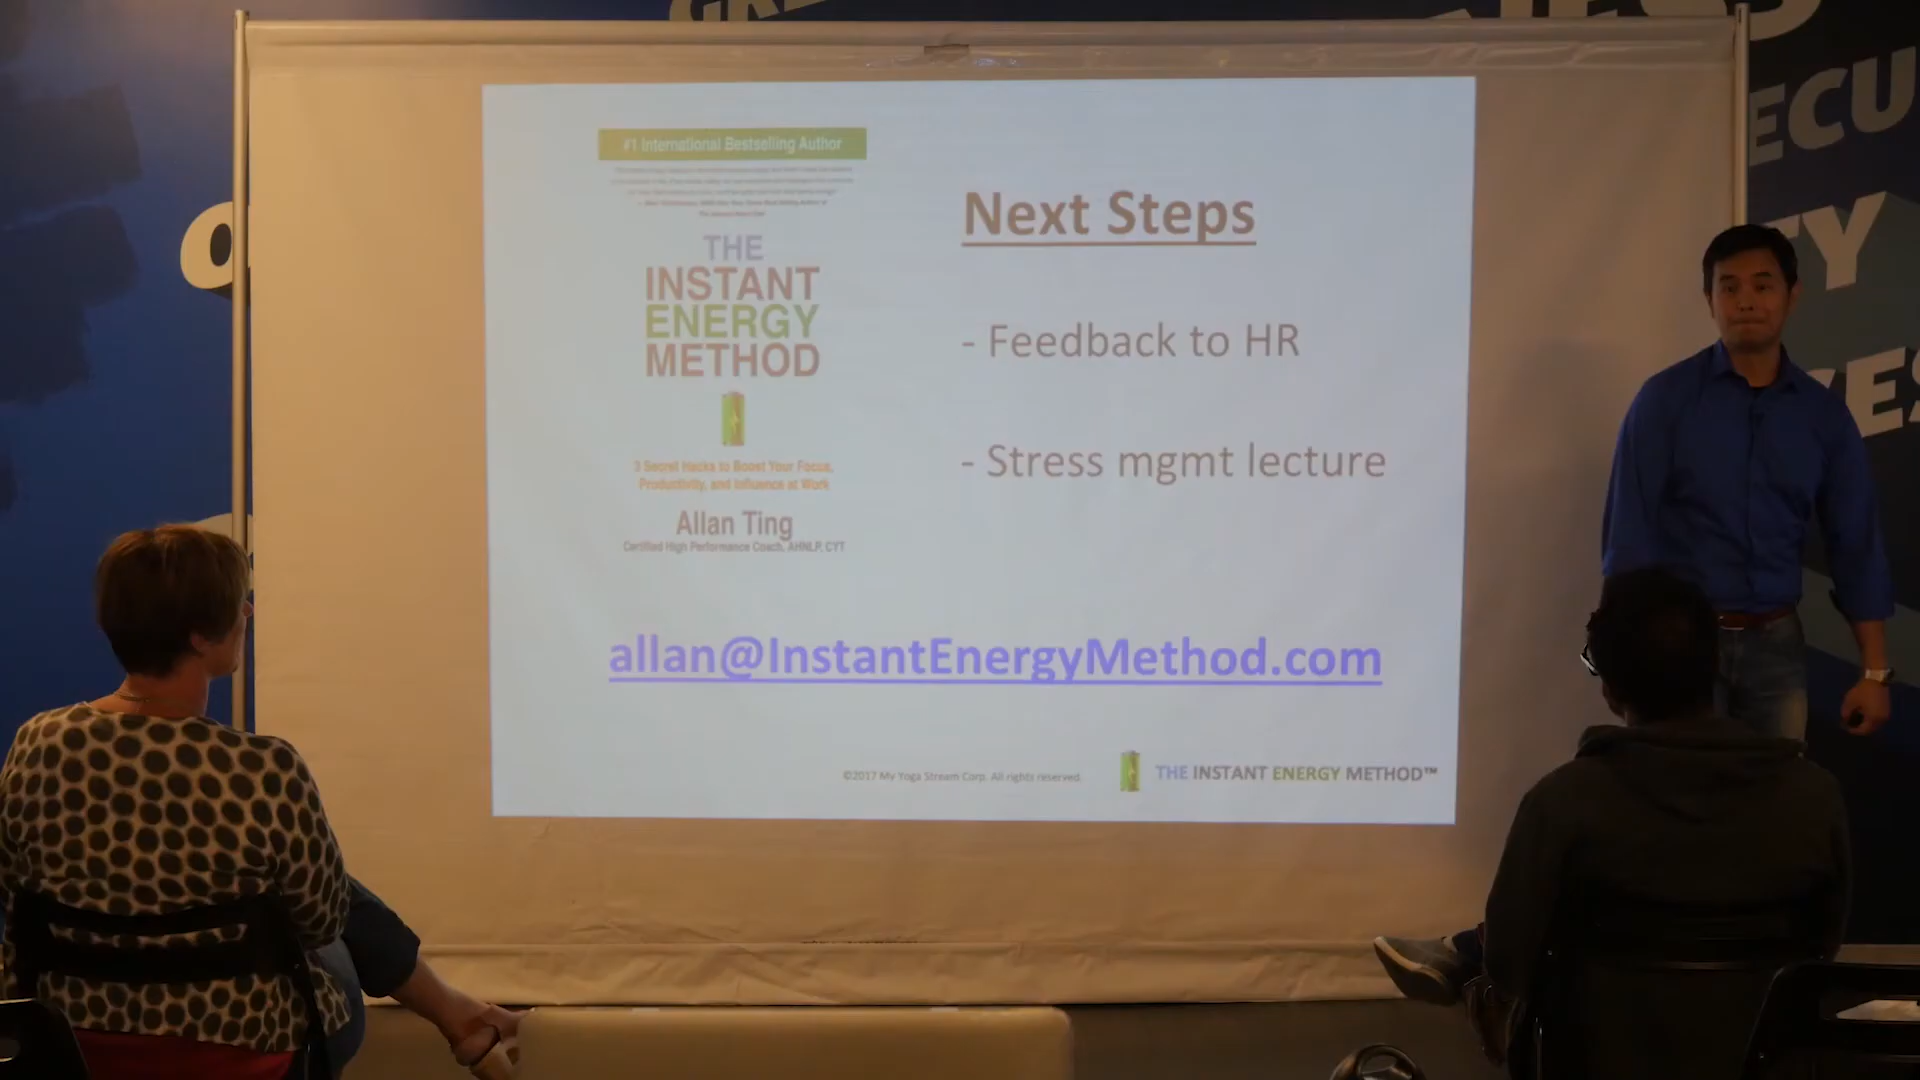 #1 International Bestselling Author
THE
INSTANT
ENERGY
METHOD
3 Secret Hacks to Boost Your Focus,
Productivity, and Influence at Work
Allan Ting
Certified High Performance Coach, AHNLP, CYT
Next Steps
- Feedback to HR
- Stress mgmt lecture
allan@InstantEnergyMethod.com
©2017 My Yoga Stream Corp. All rights reserved.
THE INSTANT ENERGY METHOD™
ECU
TY